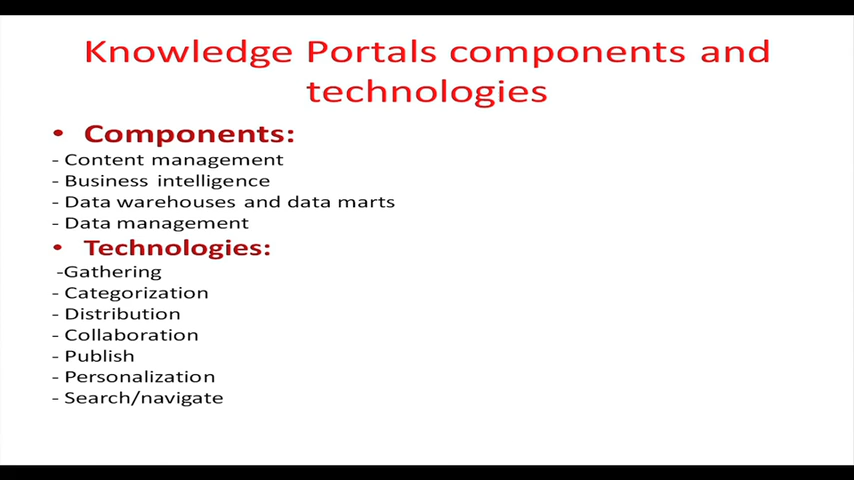 Knowledge Portals components and
technologies
• Components:
- Content management
- Business intelligence
- Data warehouses and data marts
- Data management
• Technologies:
-Gathering
- Categorization
- Distribution
- Collaboration
- Publish
- Personalization
- Search/navigate